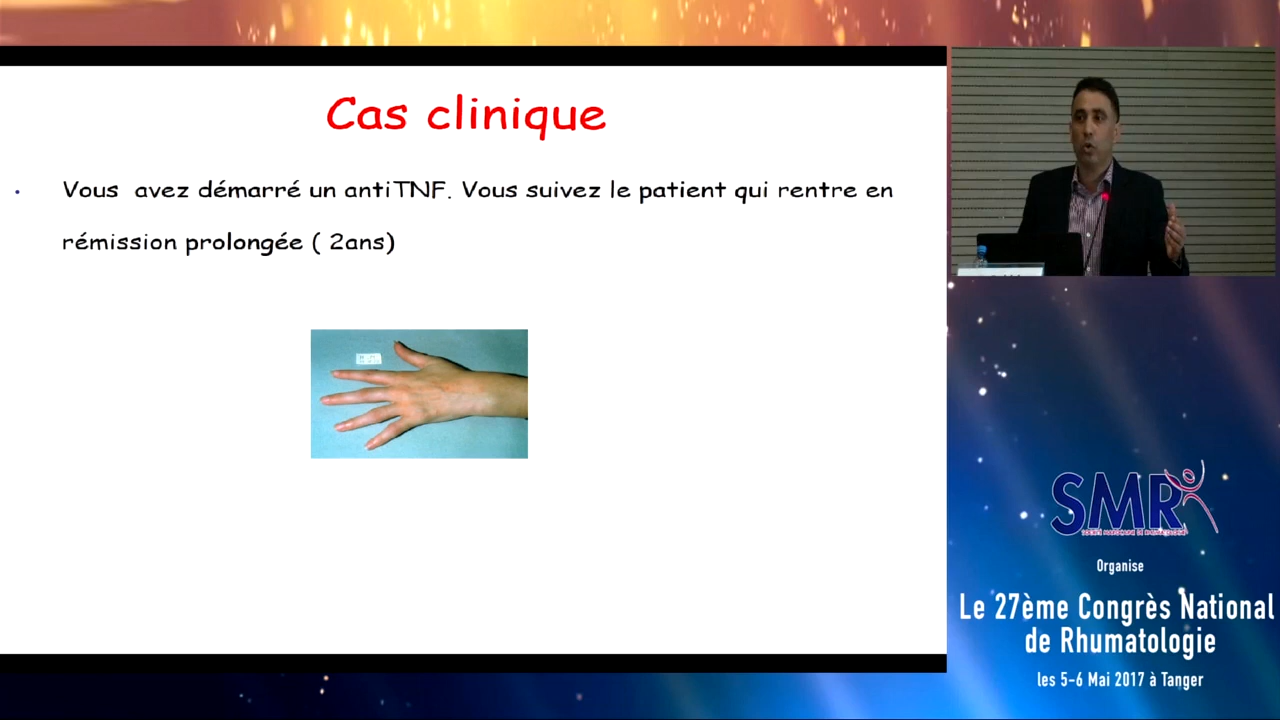 Cas clinique
• Vous avez démarré un antiTNF. Vous suivez le patient qui rentre en
rémission prolongée ( 2ans)
SMR
Organise
Le 27ème Congrès National
de Rhumatologie
les 5-6 Mai 2017 à Tanger